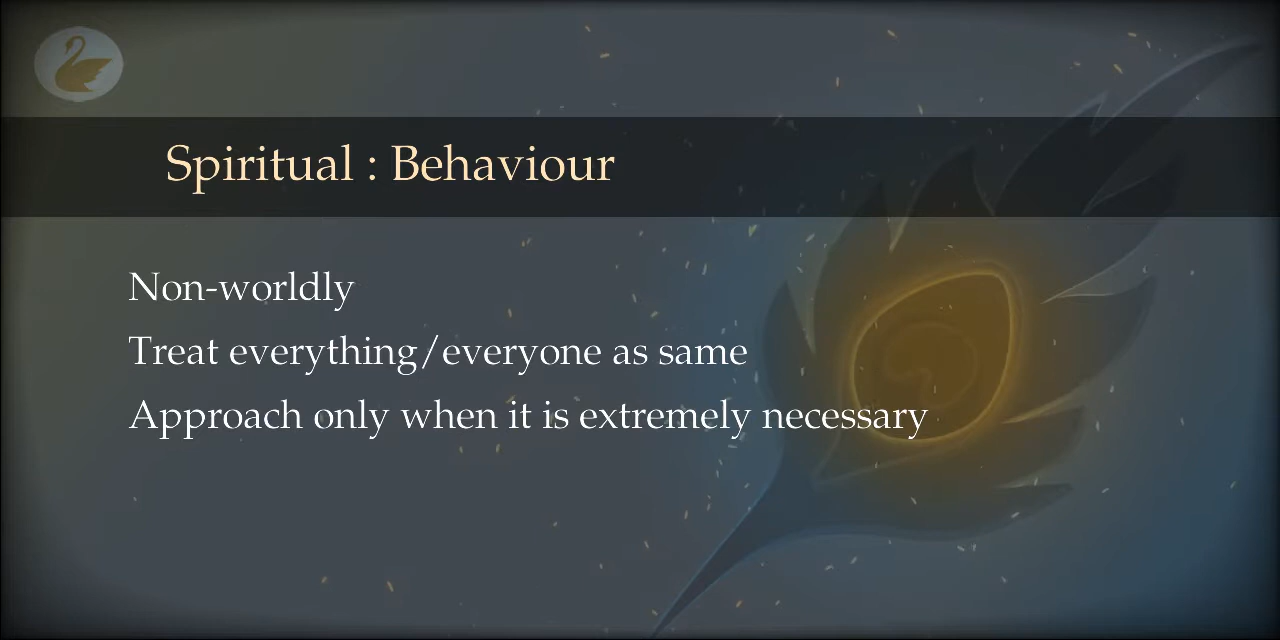 Spiritual : Behaviour
Non-worldly
Treat everything/everyone as same
Approach only when it is extremely necessary